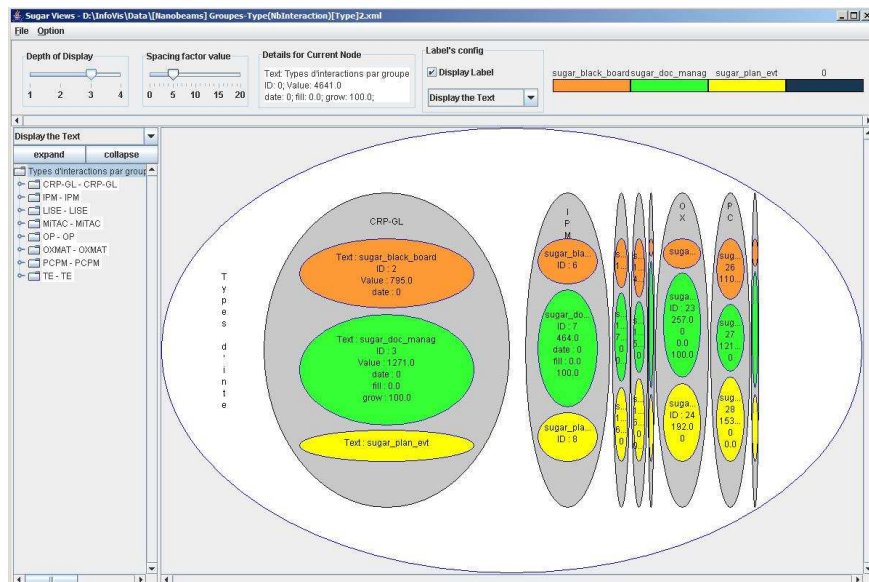 Sugar Views - D:\InfoVis\Data\[Nanobeams] Groupes-Type(NbInteraction)[Type]2.xml
File Option
Depth of Display
1 2 3 4
Spacing factor value
0 5 10 15 20
Details for Current Node
Text: Types d'interactions par groupe
ID: 0; Value: 4641.0
date: 0; fill: 0.0; grow: 100.0;
Label's config
Display Label
Display the Text
sugar_black_board sugar_doc_manag sugar_plan_evt 0
Display the Text
expand collapse
Types d'interactions par group
CRP-GL - CRP-GL
IPM - IPM
LISE - LISE
MiTAC - MiTAC
OP - OP
OXMAT - OXMAT
PCPM - PCPM
TE - TE
Types d'inte
CRP-GL
Text : sugar_black_board
ID : 2
Value : 795.0
date : 0
Text : sugar_doc_manag
ID : 3
Value : 1271.0
date : 0
fill : 0.0
grow : 100.0
Text : sugar_plan_evt
IPM
sugar_bla...
ID : 6
sugar_do...
ID : 7
464.0
date : 0
fill : 0.0
100.0
sugar_pla...
ID : 8
OX
suga...
suga...
ID : 23
257.0
0
0.0
100.0
suga...
ID : 24
192.0
0
PC
sug...
26
110...
sug...
27
121...
0
sug...
28
153...
0
0.0